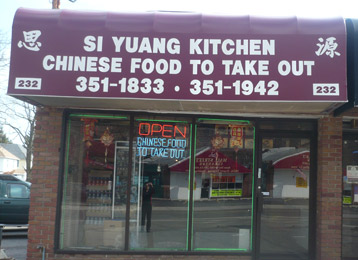 思 SI YUANG KITCHEN 源
CHINESE FOOD TO TAKE OUT
232 351-1833 • 351-1942 232
OPEN
CHINESE FOOD
TO TAKE OUT